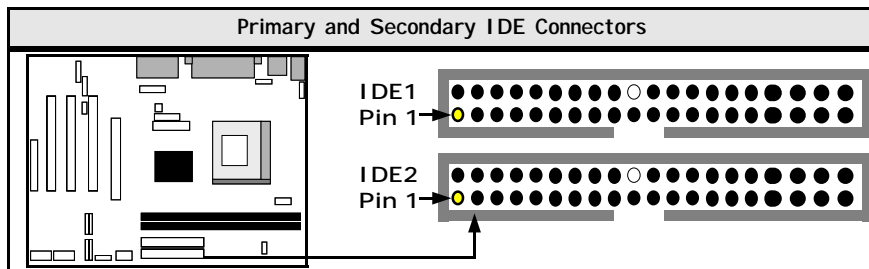 Primary and Secondary IDE Connectors
IDE1
Pin 1
IDE2
Pin 1